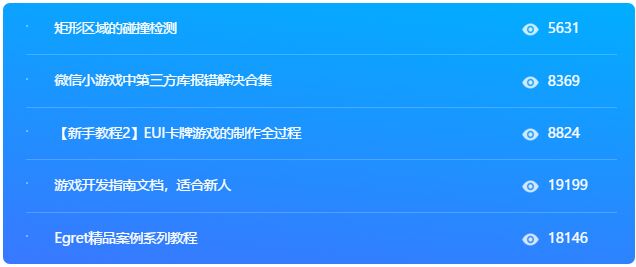 矩形区域的碰撞检测 5631
微信小游戏中第三方库报错解决合集 8369
【新手教程2】EUI卡牌游戏的制作全过程 8824
游戏开发指南文档，适合新人 19199
Egret精品案例系列教程 18146